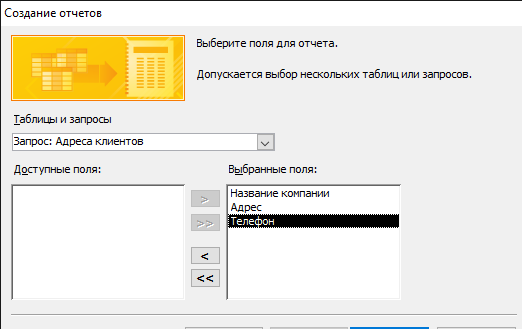 Создание отчетов
Выберите поля для отчета.
Допускается выбор нескольких таблиц или запросов.
Таблицы и запросы
Запрос: Адреса клиентов
Доступные поля:
Выбранные поля:
>
>>
<
<<
Название компании
Адрес
Телефон